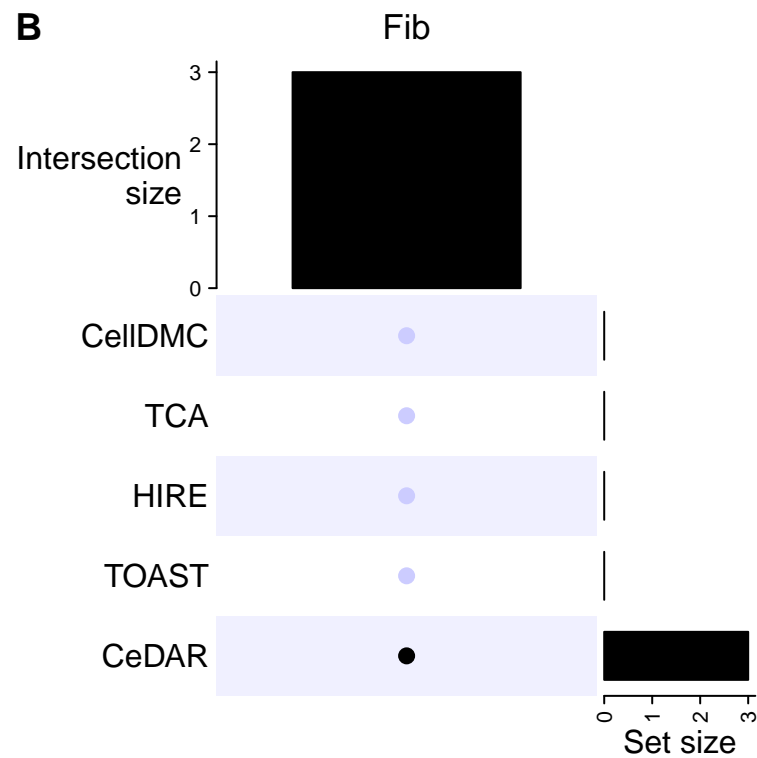 B
Fib
3
2
1
0
Intersection
size
CellDMC
TCA
HIRE
TOAST
CeDAR
0 1 2 3
Set size